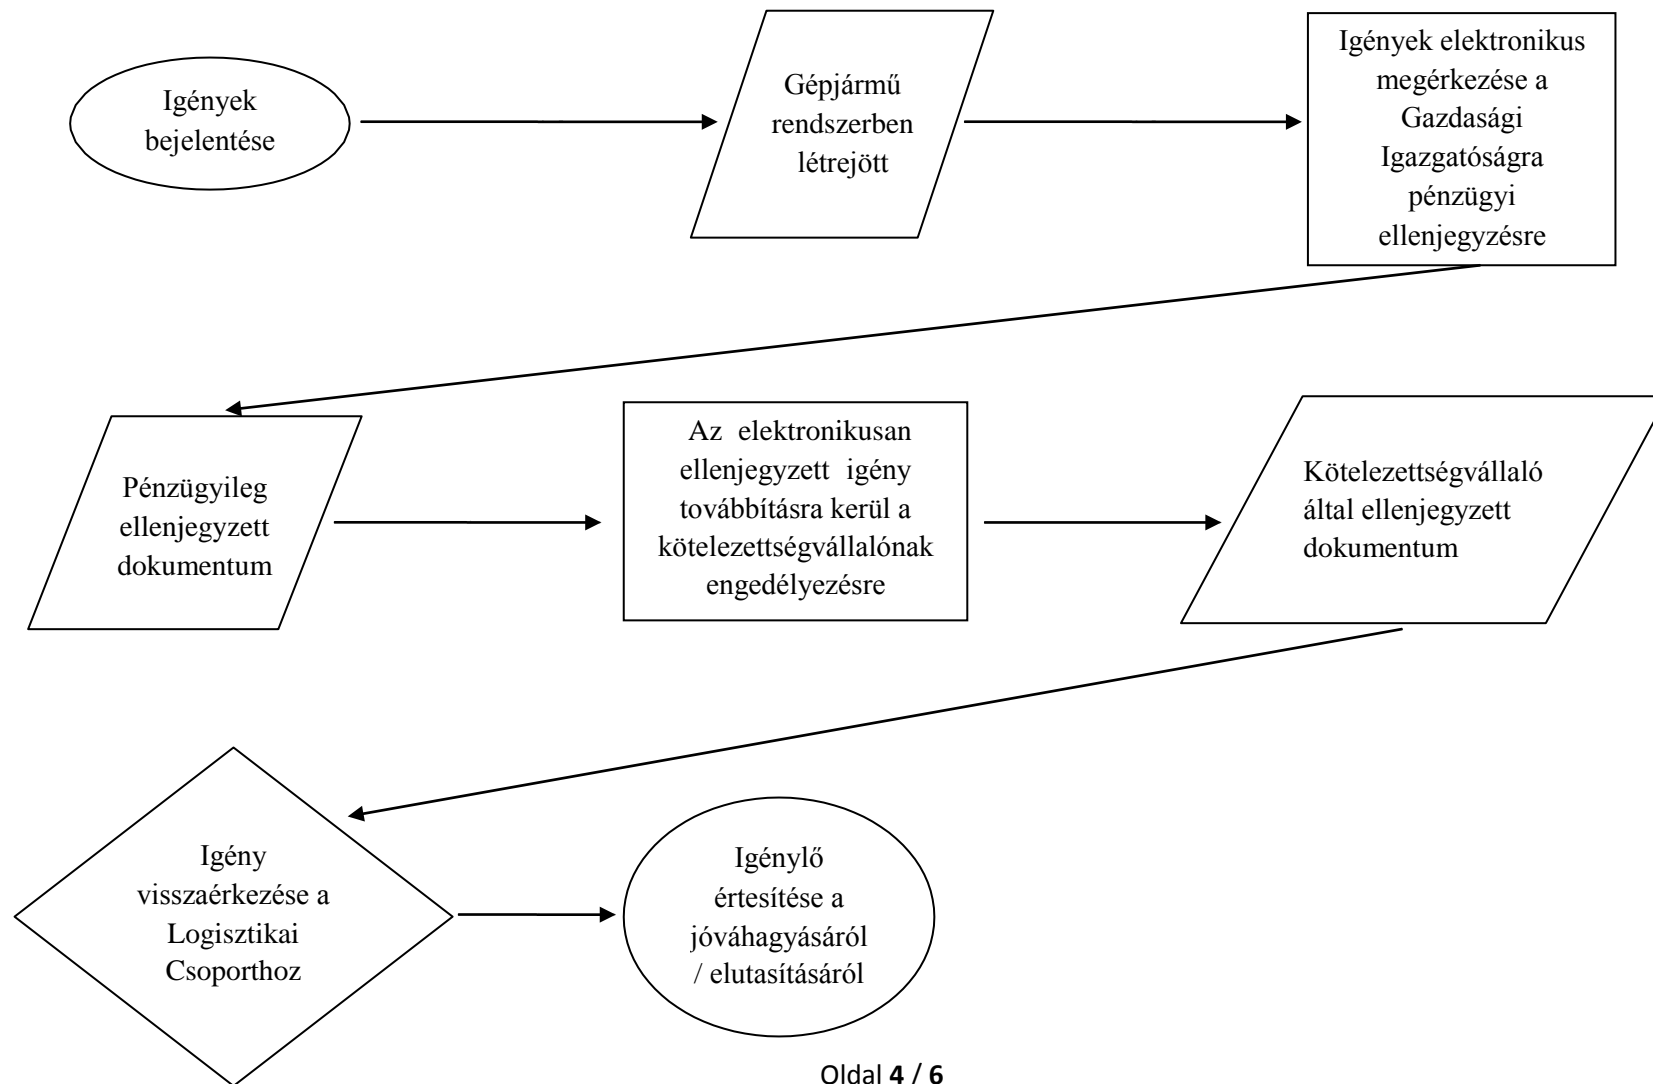 Igények
bejelentése
Gépjármű
rendszerben
létrejött
Igények elektronikus
megérkezése a
Gazdasági
Igazgatóságra
pénzügyi
ellenjegyzésre
Pénzügyileg
ellenjegyzett
dokumentum
Az elektronikusan
ellenjegyzett igény
továbbításra kerül a
kötelezettségvállalónak
engedélyezésre
Kötelezettségvállaló
által ellenjegyzett
dokumentum
Igény
visszaérkezése a
Logisztikai
Csoporthoz
Igénylő
értesítése a
jóváhagyásáról
/ elutasításáról
Oldal 4 / 6